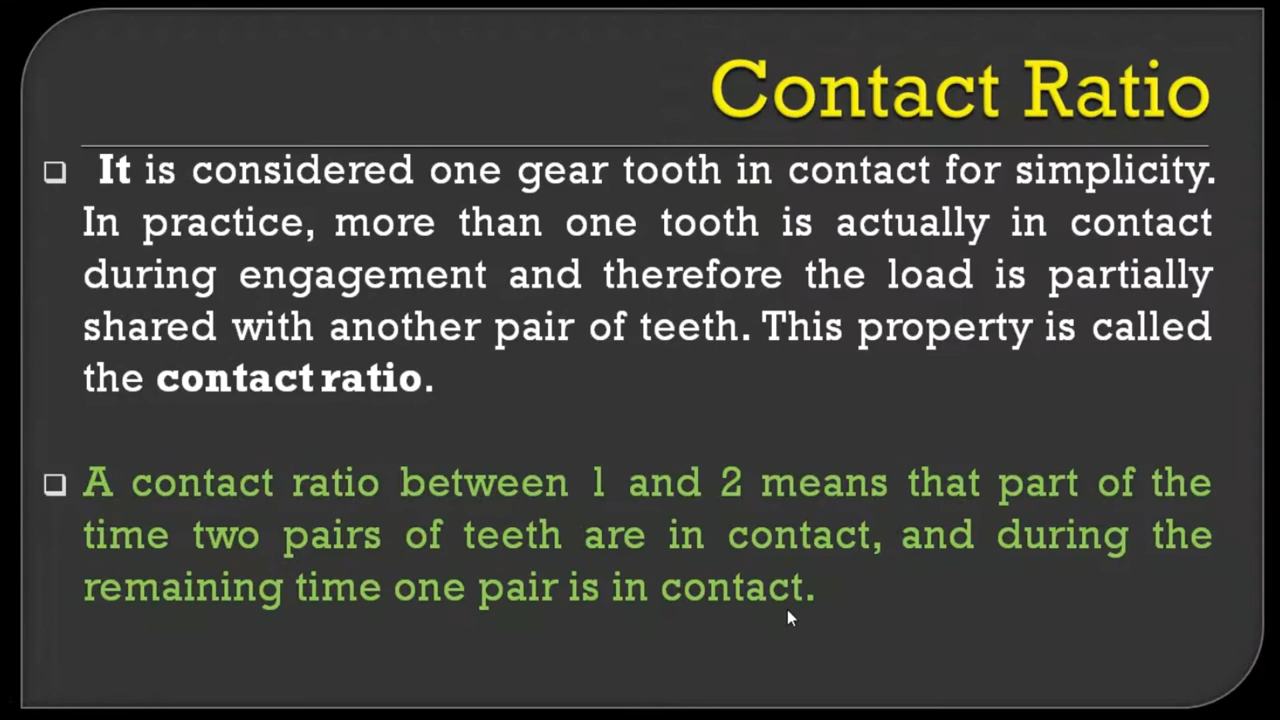 Contact Ratio
It is considered one gear tooth in contact for simplicity.
In practice, more than one tooth is actually in contact
during engagement and therefore the load is partially
shared with another pair of teeth. This property is called
the contact ratio.
A contact ratio between 1 and 2 means that part of the
time two pairs of teeth are in contact, and during the
remaining time one pair is in contact.